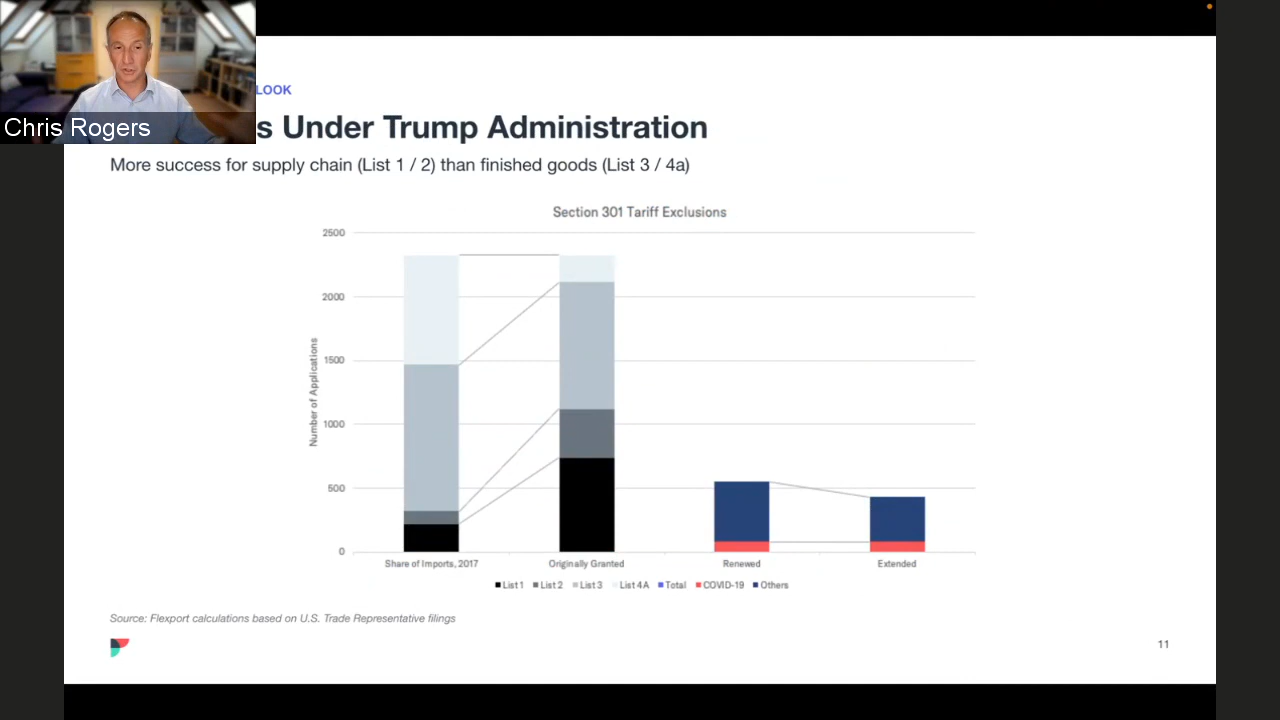 LOOK
s Under Trump Administration
More success for supply chain (List 1 / 2) than finished goods (List 3 / 4a)
Chris Rogers
Section 301 Tariff Exclusions
Number of Applications
2500
2000
1500
1000
500
0
Share of Imports, 2017 Originally Granted Renewed Extended
List 1 List 2 List 3 List 4A Total COVID-19 Others
Source: Flexport calculations based on U.S. Trade Representative filings
11